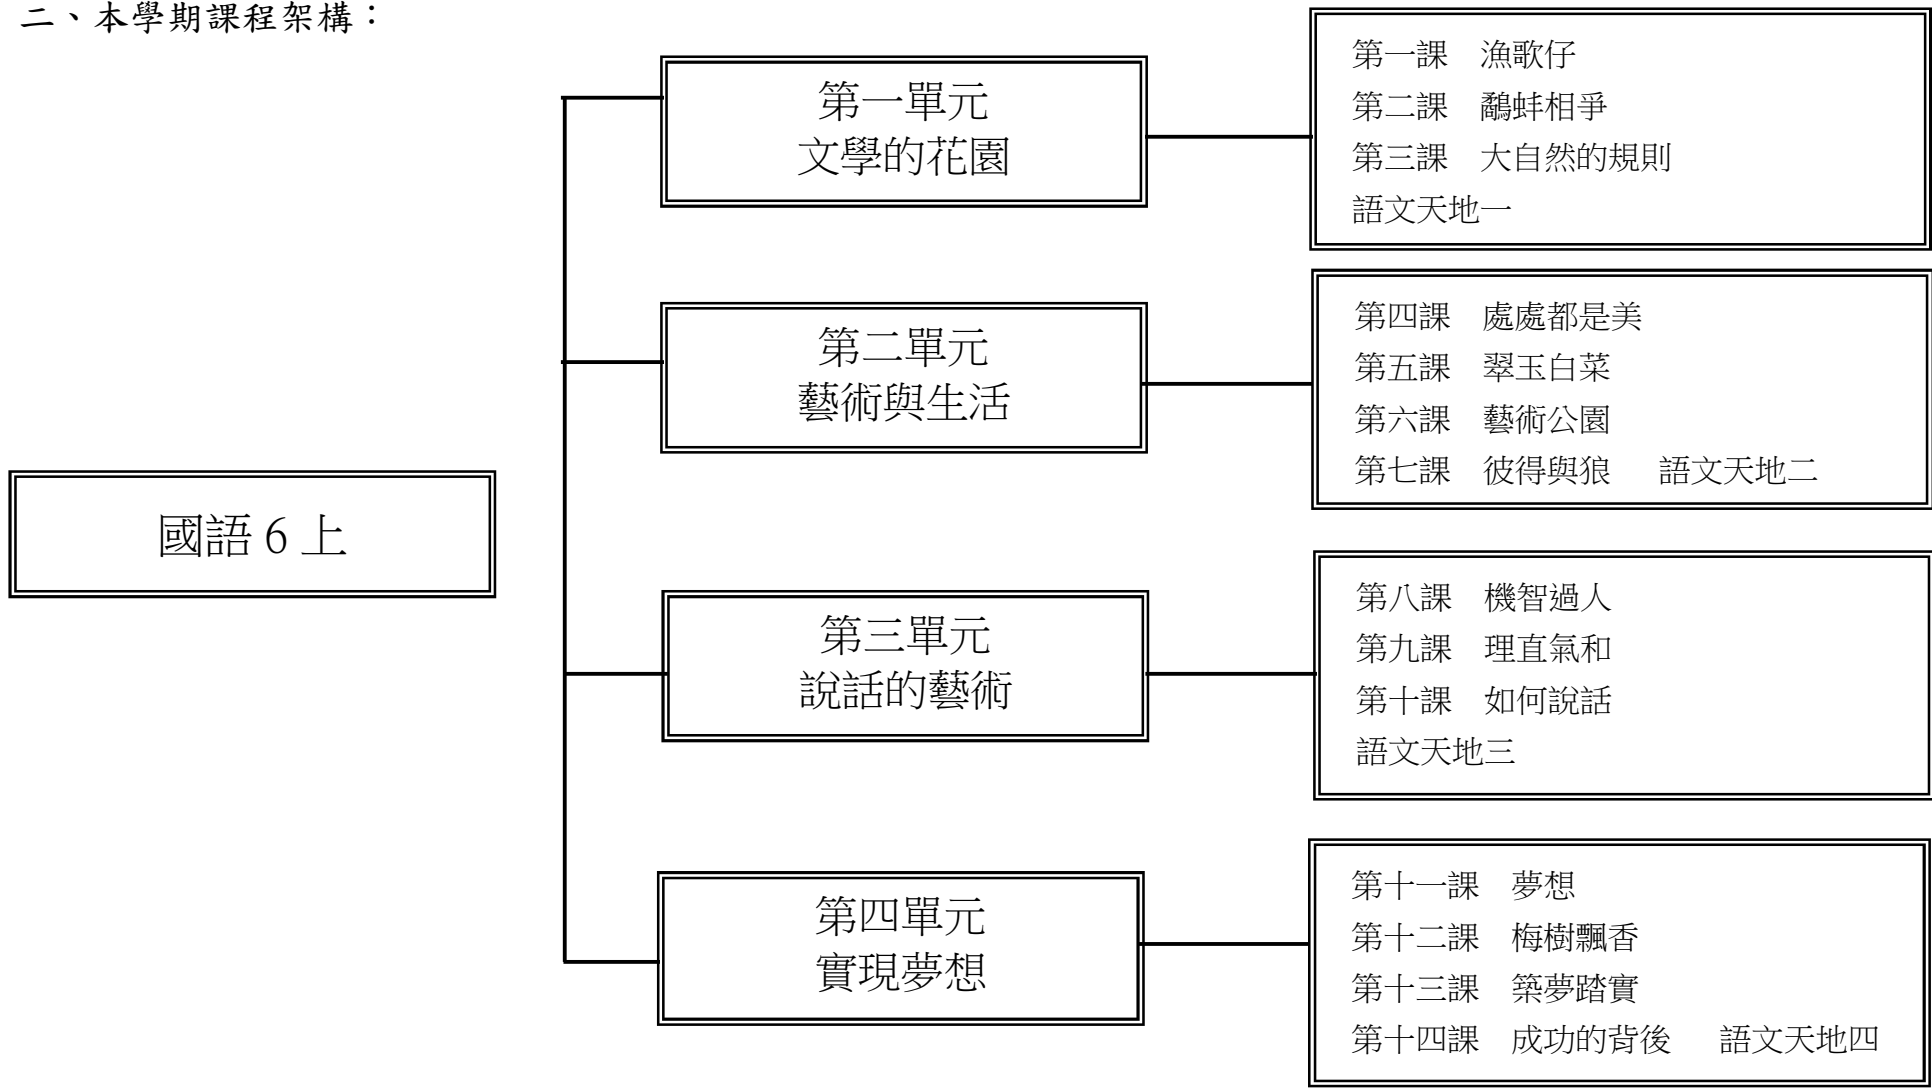 二、本學期課程架構：
國語 6 上
第一單元
文學的花園
第一課　漁歌仔
第二課　鷸蚌相爭
第三課　大自然的規則
語文天地一
第二單元
藝術與生活
第四課　處處都是美
第五課　翠玉白菜
第六課　藝術公園
第七課　彼得與狼　語文天地二
第三單元
說話的藝術
第八課　機智過人
第九課　理直氣和
第十課　如何說話
語文天地三
第四單元
實現夢想
第十一課　夢想
第十二課　梅樹飄香
第十三課　築夢踏實
第十四課　成功的背後　語文天地四